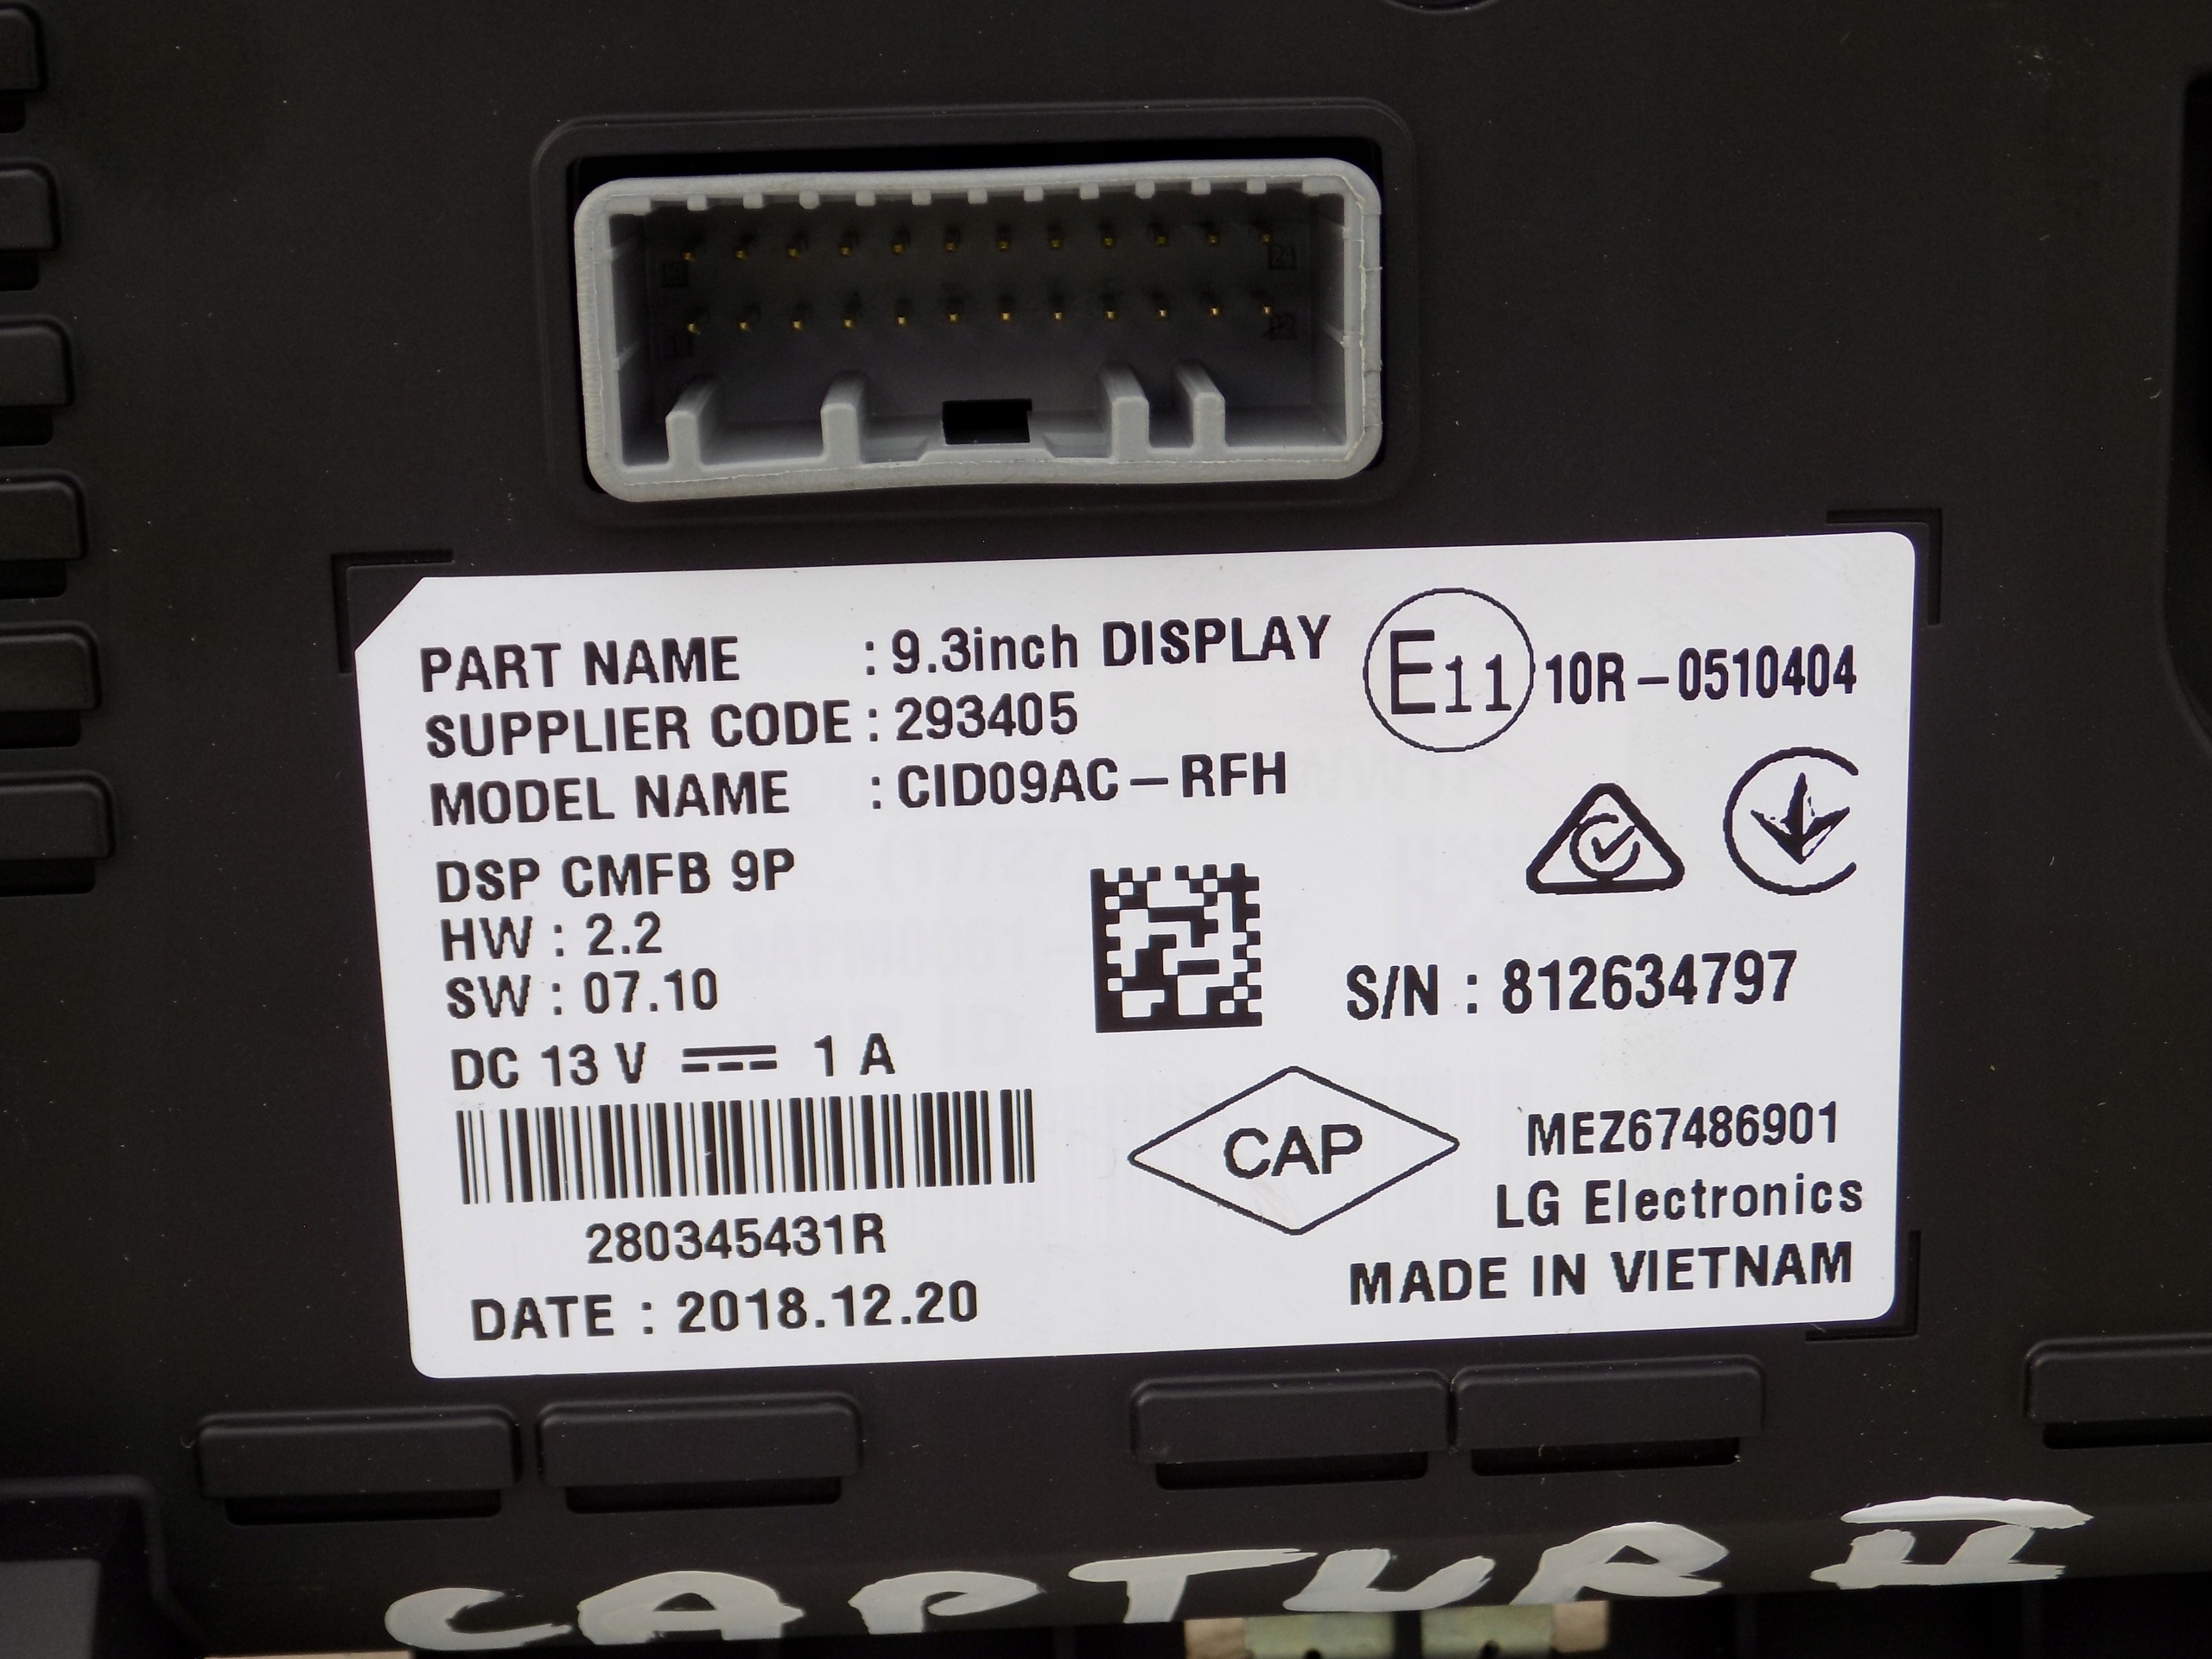 PART NAME : 9.3inch DISPLAY
E11 10R-0510404
SUPPLIER CODE : 293405
MODEL NAME : CID09AC-RFH
DSP CMFB 9P
HW : 2.2
SW : 07.10
S/N : 812634797
DC 13 V 1 A
CAP
MEZ67486901
280345431R
LG Electronics
DATE : 2018.12.20
MADE IN VIETNAM
CAPTUR II